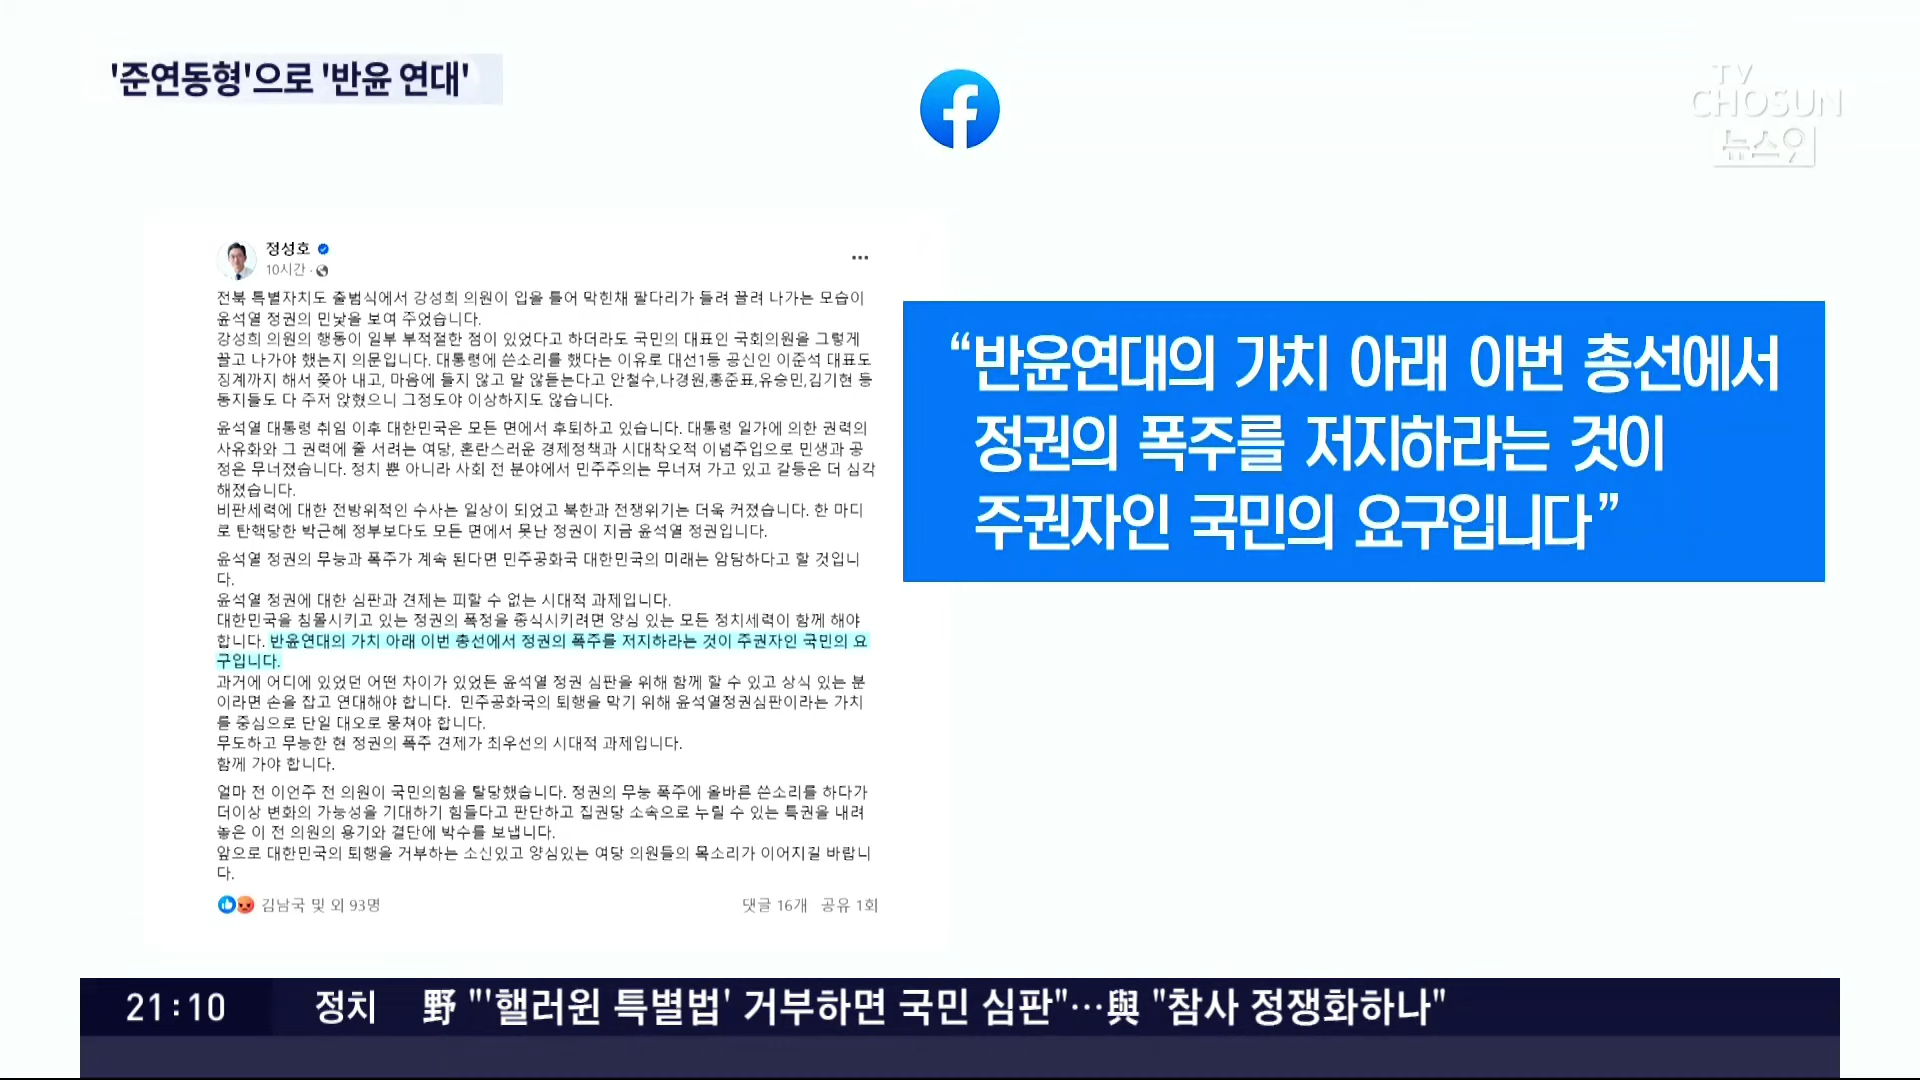 '준연동형'으로 '반윤 연대'
TV
CHOSUN
뉴스9
정성호
10시간 ·
전북 특별자치도 출범식에서 강성희 의원이 입을 틀어 막힌채 팔다리가 들려 끌려 나가는 모습이
윤석열 정권의 민낯을 보여 주었습니다.
강성희 의원의 행동이 일부 부적절한 점이 있었다고 하더라도 국민의 대표인 국회의원을 그렇게
끌고 나가야 했는지 의문입니다. 대통령에 쓴소리를 했다는 이유로 대선1등 공신인 이준석 대표도
징계까지 해서 쫒아 내고, 마음에 들지 않고 말 않듣는다고 안철수,나경원,홍준표,유승민,김기현 등
동지들도 다 주저 앉혔으니 그정도야 이상하지도 않습니다.
윤석열 대통령 취임 이후 대한민국은 모든 면에서 후퇴하고 있습니다. 대통령 일가에 의한 권력의
사유화와 그 권력에 줄 서려는 여당, 혼란스러운 경제정책과 시대착오적 이념주입으로 민생과 공
정은 무너졌습니다. 정치 뿐 아니라 사회 전 분야에서 민주주의는 무너져 가고 있고 갈등은 더 심각
해졌습니다.
비판세력에 대한 전방위적인 수사는 일상이 되었고 북한과 전쟁위기는 더욱 커졌습니다. 한 마디
로 탄핵당한 박근혜 정부보다도 모든 면에서 못난 정권이 지금 윤석열 정권입니다.
윤석열 정권의 무능과 폭주가 계속 된다면 민주공화국 대한민국의 미래는 암담하다고 할 것입니
다.
윤석열 정권에 대한 심판과 견제는 피할 수 없는 시대적 과제입니다.
대한민국을 침몰시키고 있는 정권의 폭정을 종식시키려면 양심 있는 모든 정치세력이 함께 해야
합니다. 반윤연대의 가치 아래 이번 총선에서 정권의 폭주를 저지하라는 것이 주권자인 국민의 요
구입니다.
과거에 어디에 있었던 어떤 차이가 있었든 윤석열 정권 심판을 위해 함께 할 수 있고 상식 있는 분
이라면 손을 잡고 연대해야 합니다. 민주공화국의 퇴행을 막기 위해 윤석열정권심판이라는 가치
를 중심으로 단일 대오로 뭉쳐야 합니다.
무도하고 무능한 현 정권의 폭주 견제가 최우선의 시대적 과제입니다.
함께 가야 합니다.
얼마 전 이언주 전 의원이 국민의힘을 탈당했습니다. 정권의 무능 폭주에 올바른 쓴소리를 하다가
더이상 변화의 가능성을 기대하기 힘들다고 판단하고 집권당 소속으로 누릴 수 있는 특권을 내려
놓은 이 전 의원의 용기와 결단에 박수를 보냅니다.
앞으로 대한민국의 퇴행을 거부하는 소신있고 양심있는 여당 의원들의 목소리가 이어지길 바랍니
다.
김남국 및 외 93명 댓글 16개 공유 1회
“반윤연대의 가치 아래 이번 총선에서
정권의 폭주를 저지하라는 것이
주권자인 국민의 요구입니다”
21:10 정치 野 "'핼러윈 특별법' 거부하면 국민 심판"…與 "참사 정쟁화하나"